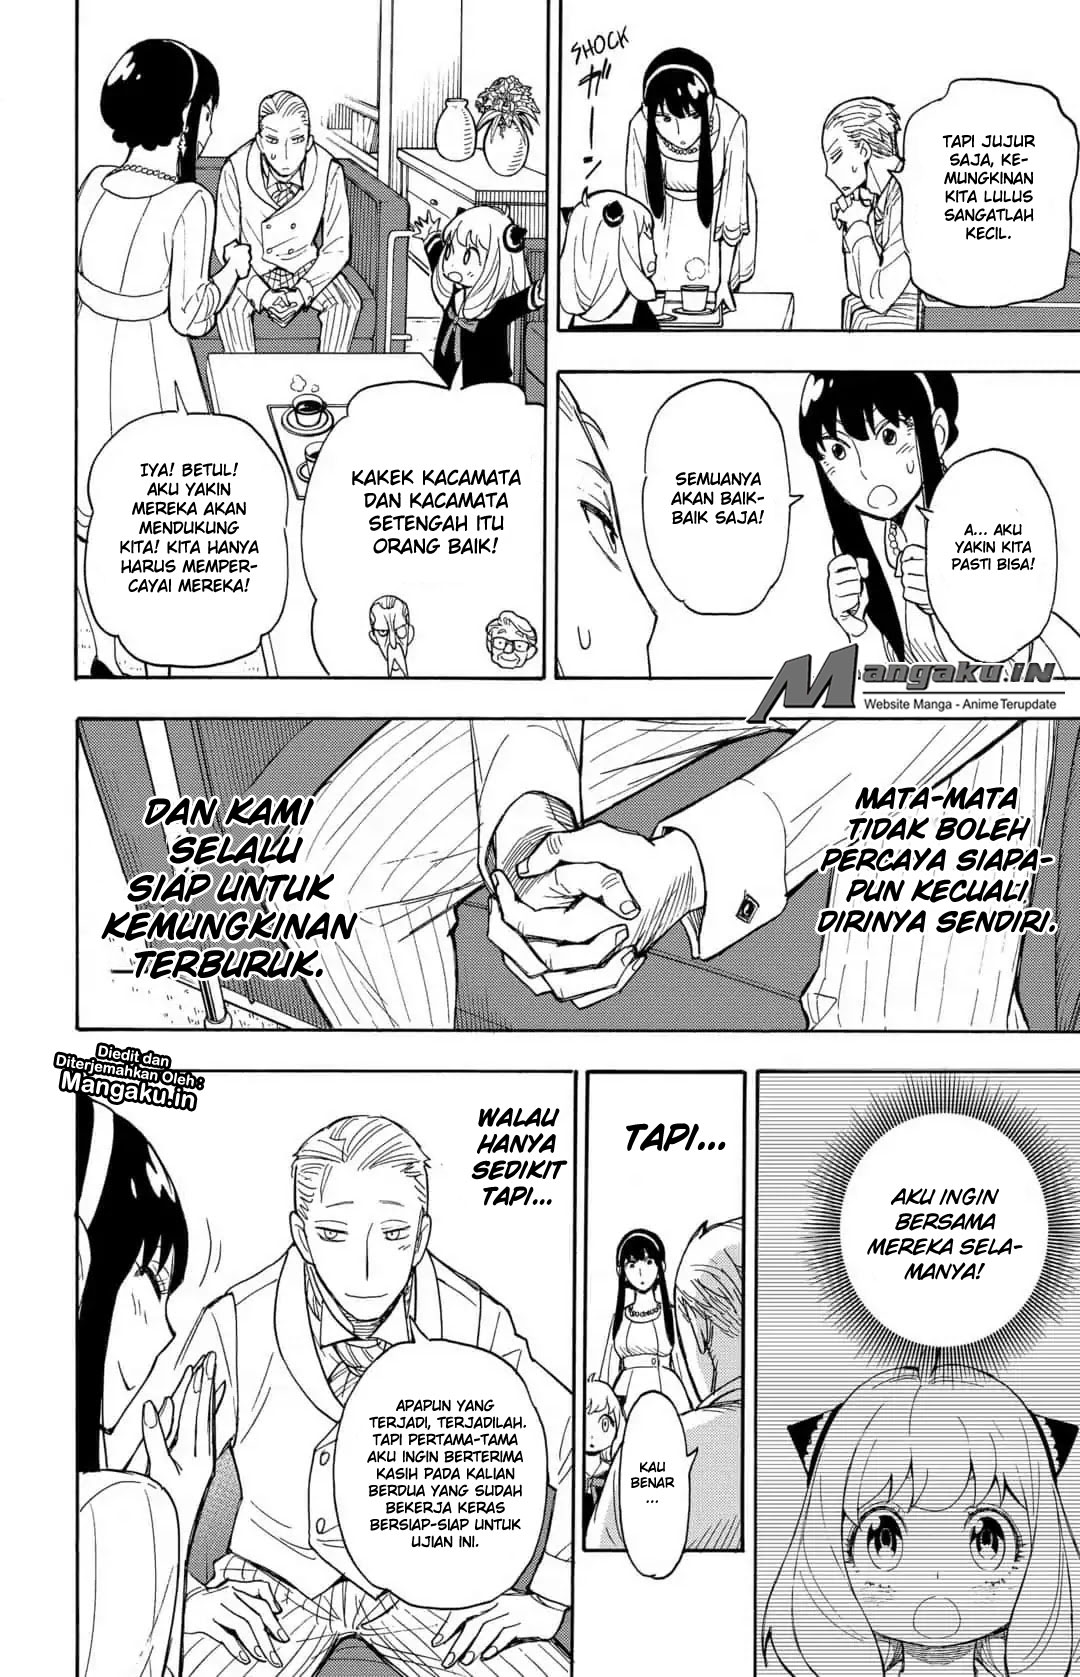 SHOCK
ガーン
TAPI JUJUR
SAJA, KE-
MUNGKINAN
KITA LULUS
SANGATLAH
KECIL.
A... AKU
YAKIN KITA
PASTI BISA!
SEMUANYA
AKAN BAIK-
BAIK SAJA!
KAKEK KACAMATA
DAN KACAMATA
SETENGAH ITU
ORANG BAIK!
IYA! BETUL!
AKU YAKIN
MEREKA AKAN
MENDUKUNG
KITA! KITA HANYA
HARUS MEMPER-
CAYAI MEREKA!
Mangaku.in
Website Manga - Anime Terupdate
MATA-MATA
TIDAK BOLEH
PERCAYA SIAPA-
PUN KECUALI
DIRINYA SENDIRI.
DAN KAMI
SELALU
SIAP UNTUK
KEMUNGKINAN
TERBURUK.
Diedit dan
Diterjemahkan Oleh :
Mangaku.in
AKU INGIN
BERSAMA
MEREKA SELA-
MANYA!
TAPI...
KAU
BENAR
...
WALAU
HANYA
SEDIKIT
TAPI...
APAPUN YANG
TERJADI, TERJADILAH.
TAPI PERTAMA-TAMA
AKU INGIN BERTERIMA
KASIH PADA KALIAN
BERDUA YANG SUDAH
BEKERJA KERAS
BERSIAP-SIAP UNTUK
UJIAN INI.